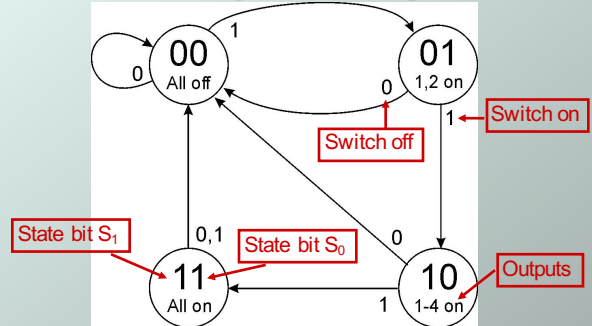 1
00
All off
0
01
1,2 on
0
1
Switch on
Switch off
State bit S₁
0,1
State bit S₀
0
11
All on
10
1-4 on
Outputs
1